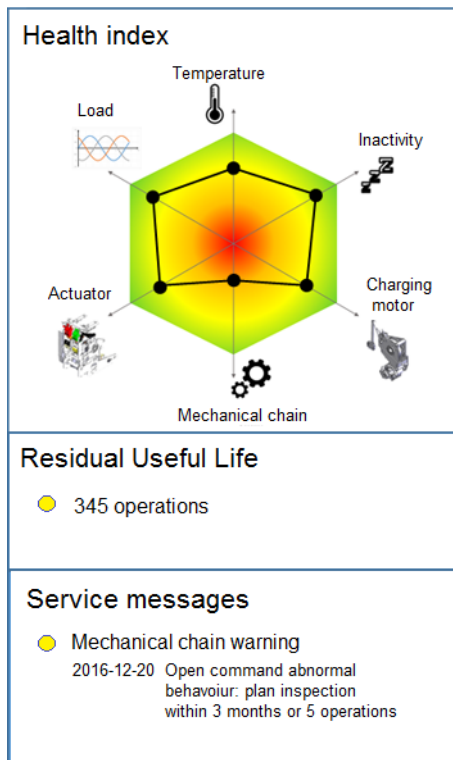 Health index
Temperature
Load
Inactivity
Actuator
Charging
motor
Mechanical chain
Residual Useful Life
345 operations
Service messages
Mechanical chain warning
2016-12-20 Open command abnormal
behavoiur: plan inspection
within 3 months or 5 operations